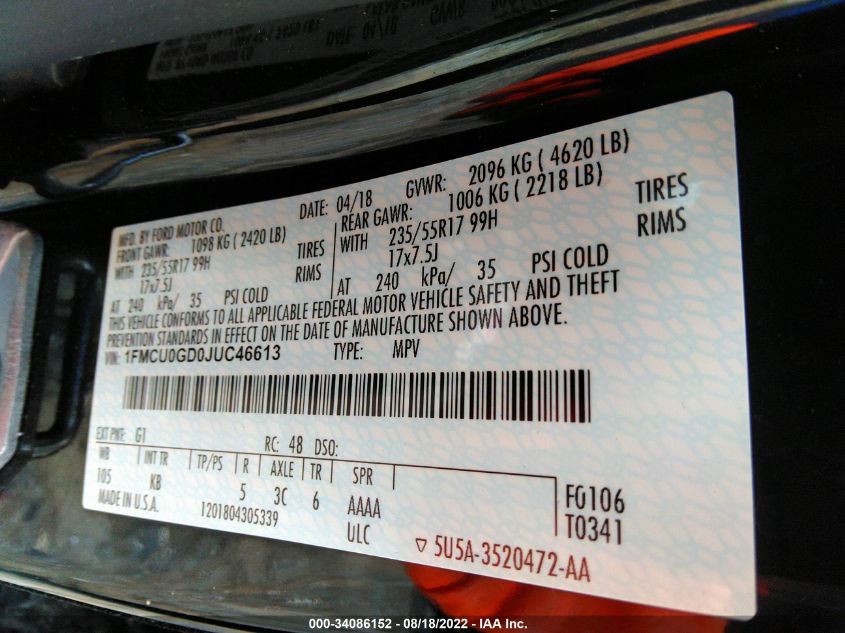 MFD. BY FORD MOTOR CO. DATE: 04/18 GVWR: 2096 KG ( 4620 LB)
FRONT GAWR: 1098 KG ( 2420 LB) REAR GAWR: 1006 KG ( 2218 LB)
WITH 235/55R17 99H TIRES WITH 235/55R17 99H TIRES
17x7.5J RIMS 17x7.5J RIMS
AT 240 kPa/ 35 PSI COLD AT 240 kPa/ 35 PSI COLD
THIS VEHICLE CONFORMS TO ALL APPLICABLE FEDERAL MOTOR VEHICLE SAFETY AND THEFT
PREVENTION STANDARDS IN EFFECT ON THE DATE OF MANUFACTURE SHOWN ABOVE.
VIN: 1FMCU0GD0JUC46613 TYPE: MPV
EXT PNT: G1 RC: 48 DSO:
WB INT TR TP/PS R AXLE TR SPR
105 KB 5 3C 6 AAAA F0106
MADE IN U.S.A. 1201804305339 ULC T0341
▽ 5U5A-3520472-AA
000-34086152 - 08/18/2022 - IAA Inc.